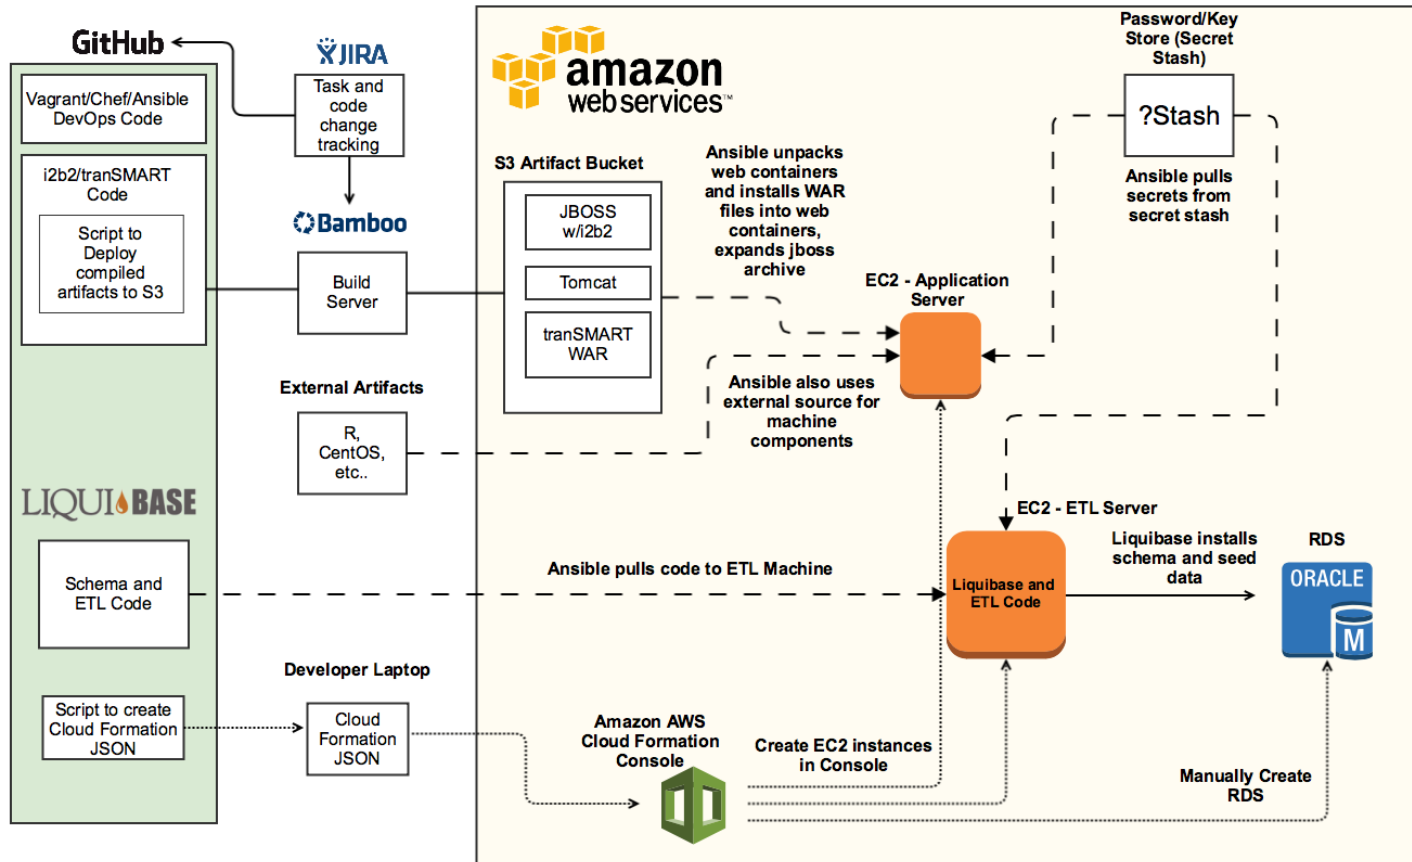 GitHub
Vagrant/Chef/Ansible
DevOps Code
i2b2/tranSMART
Code
Script to
Deploy
compiled
artifacts to S3
LIQUIBASE
Schema and
ETL Code
Script to create
Cloud Formation
JSON
JIRA
Task and
code
change
tracking
Bamboo
Build
Server
External Artifacts
R,
CentOS,
etc..
Developer Laptop
Cloud
Formation
JSON
amazon
web services™
S3 Artifact Bucket
JBOSS
w/i2b2
Tomcat
tranSMART
WAR
Ansible unpacks
web containers
and installs WAR
files into web
containers,
expands jboss
archive
Password/Key
Store (Secret
Stash)
?Stash
Ansible pulls
secrets from
secret stash
EC2 - Application
Server
Ansible also uses
external source for
machine
components
EC2 - ETL Server
Ansible pulls code to ETL Machine
Liquibase and
ETL Code
Liquibase installs
schema and seed
data
RDS
ORACLE
M
Amazon AWS
Cloud Formation
Console
Create EC2 instances
in Console
Manually Create
RDS